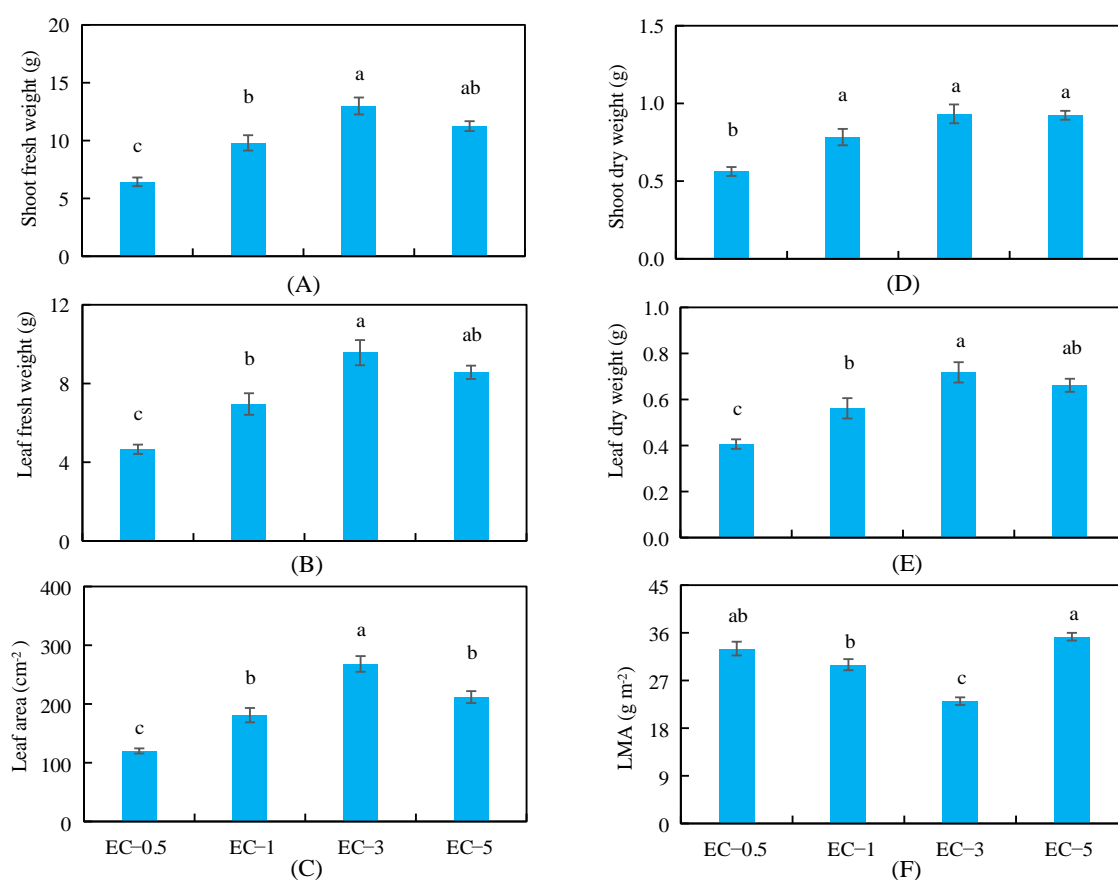 20
15
10
5
0
Shoot fresh weight (g)
c
b
a
ab
(A)
1.5
1.0
0.5
0.0
Shoot dry weight (g)
b
a
a
a
(D)
12
8
4
0
Leaf fresh weight (g)
c
b
a
ab
(B)
1.0
0.8
0.6
0.4
0.2
0.0
Leaf dry weight (g)
c
b
a
ab
(E)
400
300
200
100
0
Leaf area (cm⁻²)
c
b
a
b
EC−0.5 EC−1 EC−3 EC−5
(C)
45
36
27
18
9
0
LMA (g m⁻²)
ab
b
c
a
EC−0.5 EC−1 EC−3 EC−5
(F)